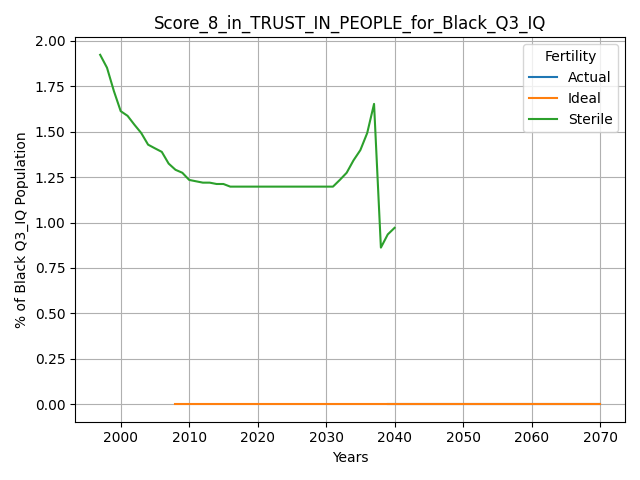 Score_8_in_TRUST_IN_PEOPLE_for_Black_Q3_IQ
Fertility
Actual
Ideal
Sterile
% of Black Q3_IQ Population
2.00
1.75
1.50
1.25
1.00
0.75
0.50
0.25
0.00
2000 2010 2020 2030 2040 2050 2060 2070
Years